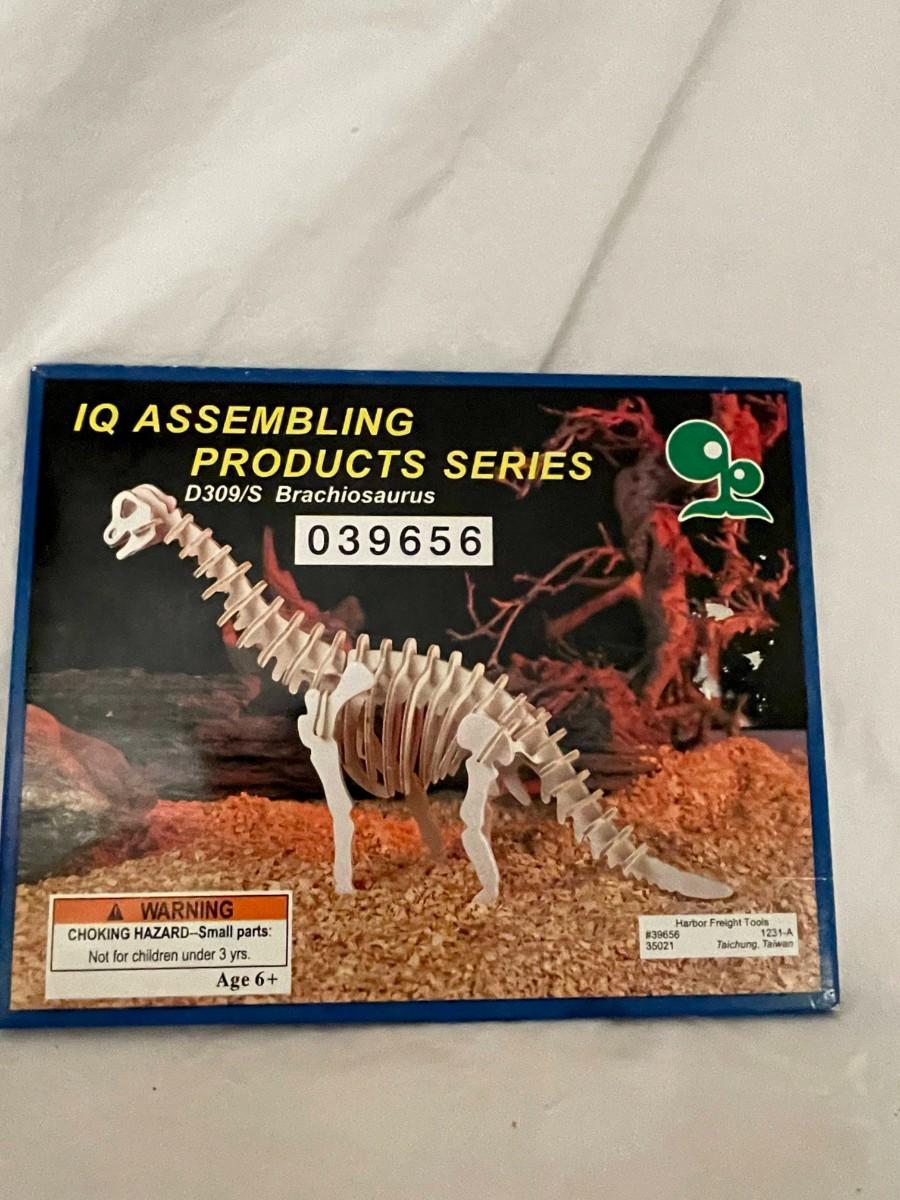 IQ ASSEMBLING
PRODUCTS SERIES
D309/S Brachiosaurus
039656
WARNING
CHOKING HAZARD--Small parts:
Not for children under 3 yrs.
Age 6+
Harbor Freight Tools
#39656 1231-A
35021 Taichung, Taiwan